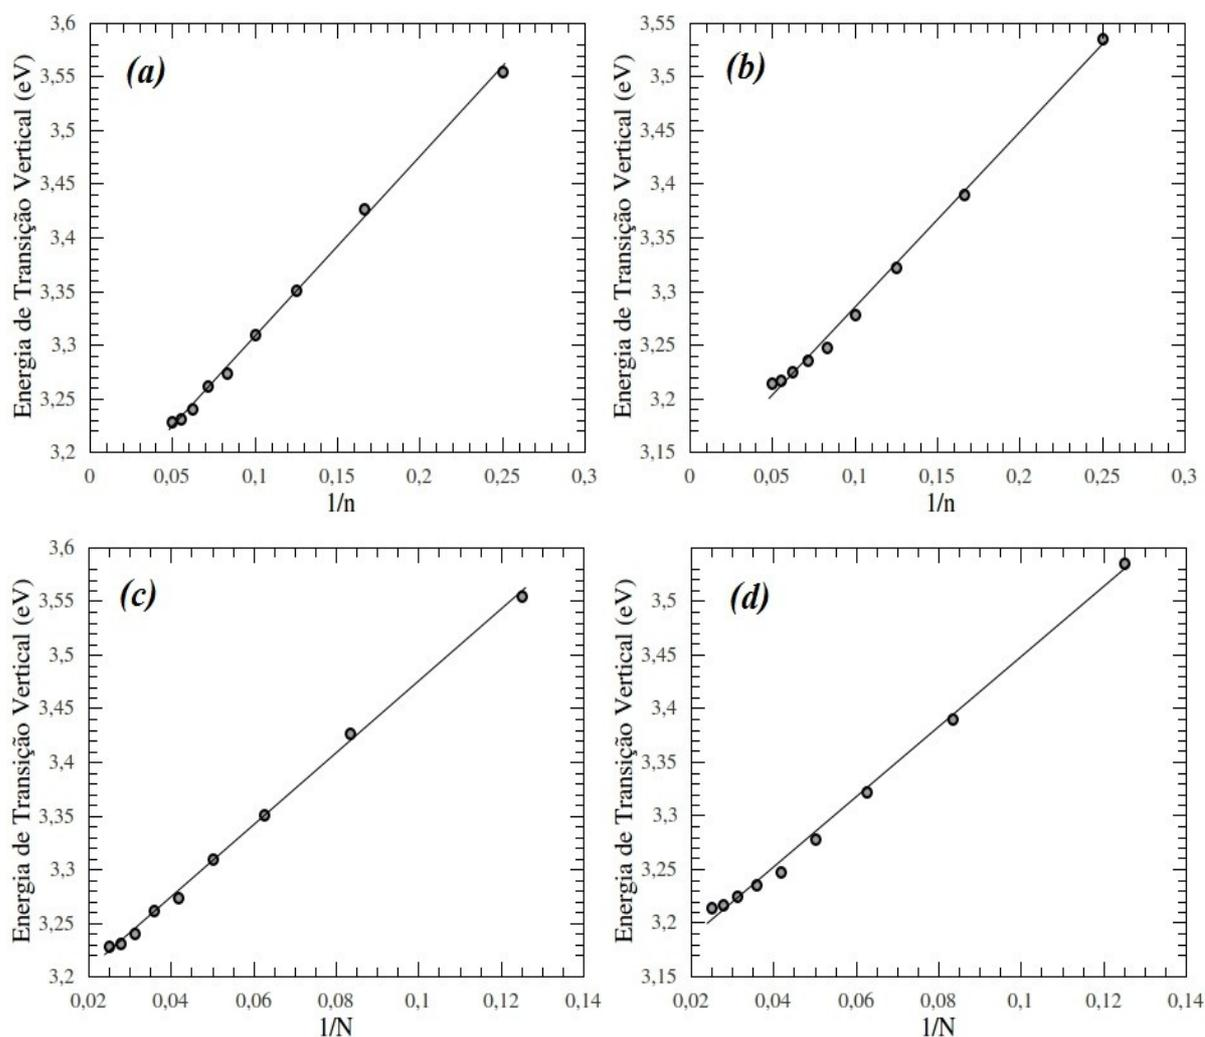 (a)
Energia de Transição Vertical (eV)
3,6
3,55
3,5
3,45
3,4
3,35
3,3
3,25
3,2
0 0,05 0,1 0,15 0,2 0,25 0,3
1/n
(b)
Energia de Transição Vertical (eV)
3,55
3,5
3,45
3,4
3,35
3,3
3,25
3,2
3,15
0 0,05 0,1 0,15 0,2 0,25 0,3
1/n
(c)
Energia de Transição Vertical (eV)
3,6
3,55
3,5
3,45
3,4
3,35
3,3
3,25
3,2
0,02 0,04 0,06 0,08 0,1 0,12 0,14
1/N
(d)
Energia de Transição Vertical (eV)
3,5
3,45
3,4
3,35
3,3
3,25
3,2
3,15
0,02 0,04 0,06 0,08 0,1 0,12 0,14
1/N